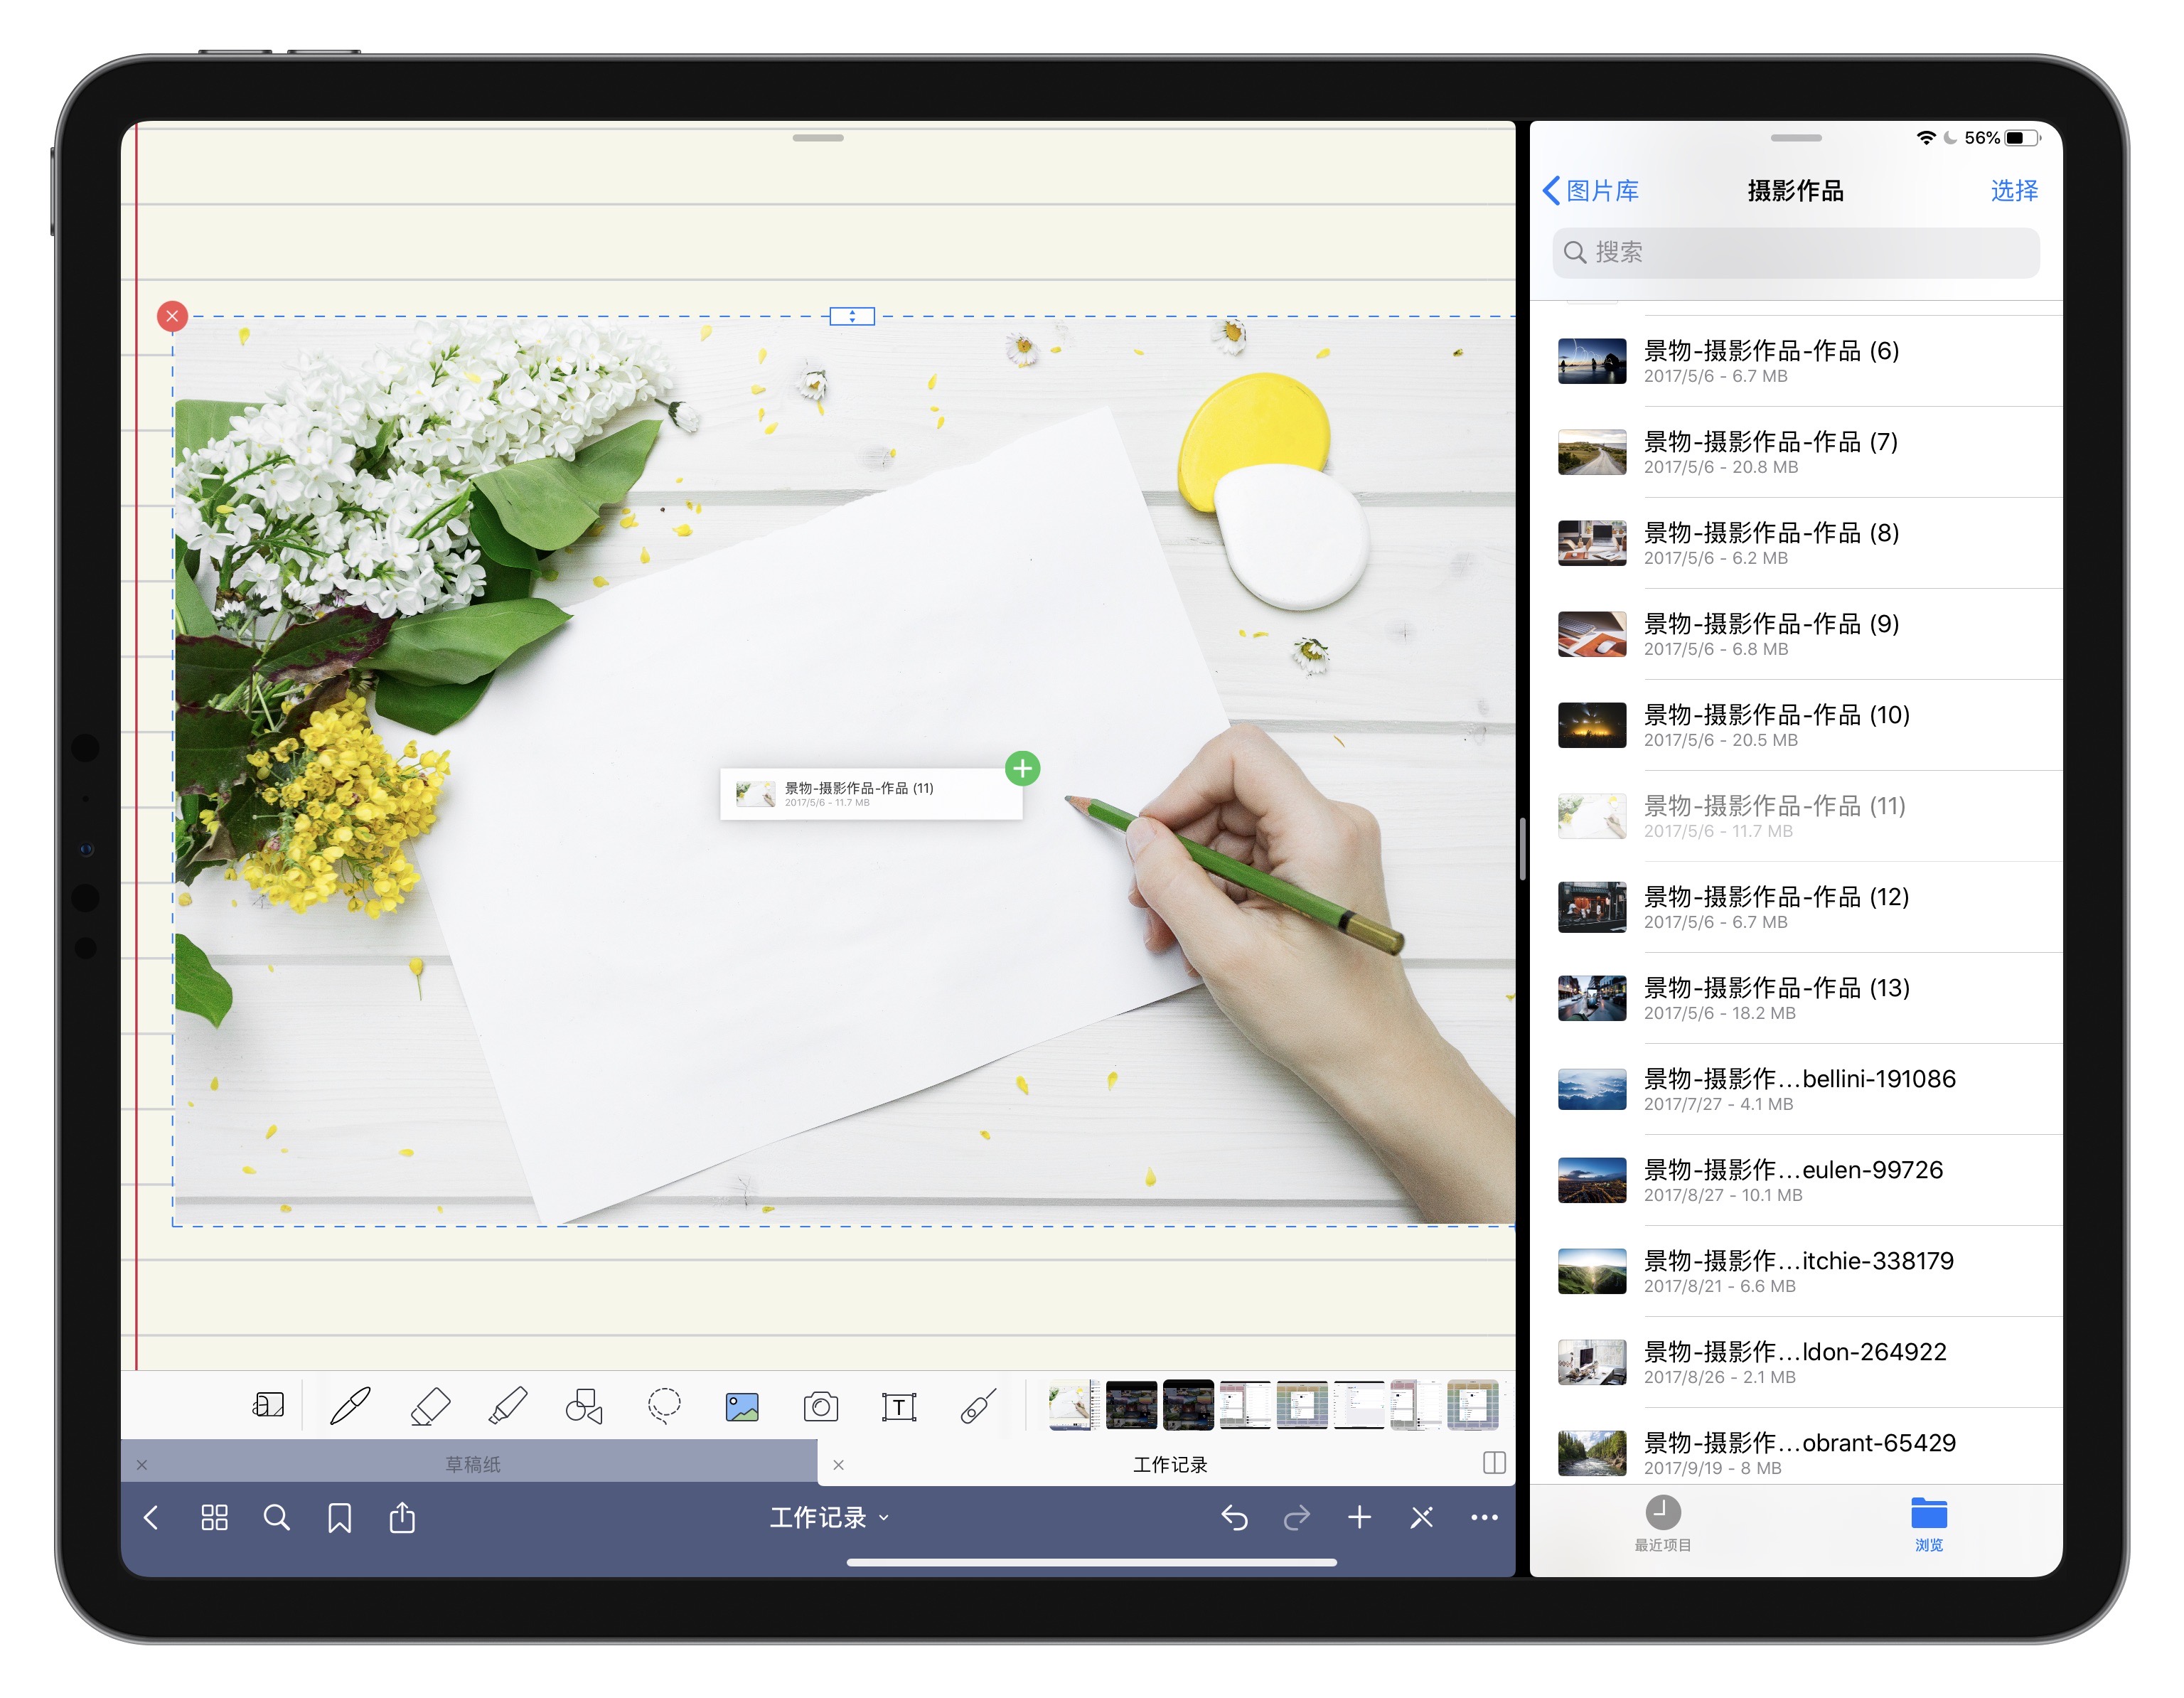 56%
图片库
摄影作品
选择
搜索
景物-摄影作品-作品 (6)
2017/5/6 - 6.7 MB
景物-摄影作品-作品 (7)
2017/5/6 - 20.8 MB
景物-摄影作品-作品 (8)
2017/5/6 - 6.2 MB
景物-摄影作品-作品 (9)
2017/5/6 - 6.8 MB
景物-摄影作品-作品 (10)
2017/5/6 - 20.5 MB
景物-摄影作品-作品 (11)
2017/5/6 - 11.7 MB
景物-摄影作品-作品 (12)
2017/5/6 - 6.7 MB
景物-摄影作品-作品 (13)
2017/5/6 - 18.2 MB
景物-摄影作...bellini-191086
2017/7/27 - 4.1 MB
景物-摄影作...eulen-99726
2017/8/27 - 10.1 MB
景物-摄影作...itchie-338179
2017/8/21 - 6.6 MB
景物-摄影作...ldon-264922
2017/8/26 - 2.1 MB
景物-摄影作...obrant-65429
2017/9/19 - 8 MB
最近项目
浏览
景物-摄影作品-作品 (11)
2017/5/6 - 11.7 MB
T
草稿纸
工作记录
工作记录